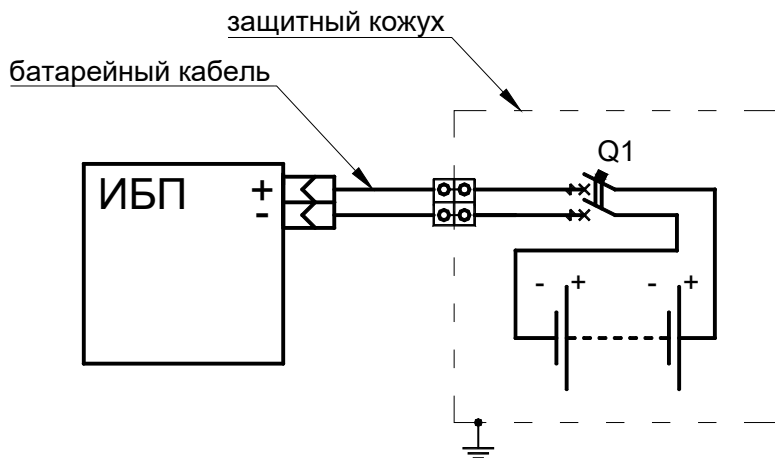 защитный кожух
батарейный кабель
Q1
ИБП
+
-
- +
- +